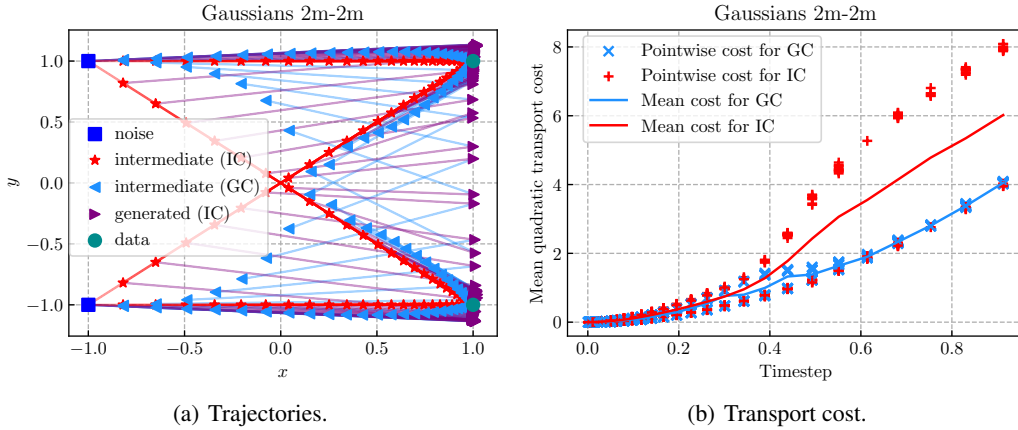 Gaussians 2m-2m
1.0
0.5
0.0
−0.5
−1.0
y
noise
intermediate (IC)
intermediate (GC)
generated (IC)
data
−1.0 −0.5 0.0 0.5 1.0
x
(a) Trajectories.
Gaussians 2m-2m
8
6
4
2
0
Mean quadratic transport cost
Pointwise cost for GC
Pointwise cost for IC
Mean cost for GC
Mean cost for IC
0.0 0.2 0.4 0.6 0.8
Timestep
(b) Transport cost.